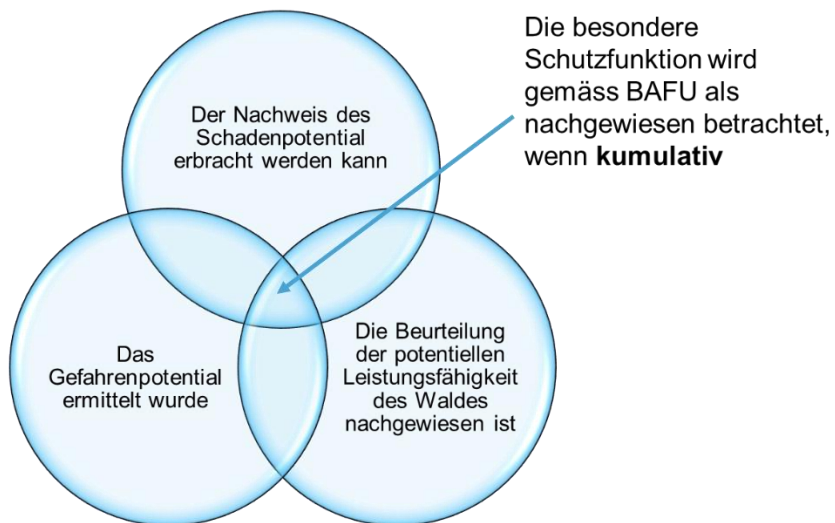 Die besondere
Schutzfunktion wird
gemäss BAFU als
nachgewiesen betrachtet,
wenn kumulativ
Der Nachweis des
Schadenpotential
erbracht werden kann
Das
Gefahrenpotential
ermittelt wurde
Die Beurteilung
der potentiellen
Leistungsfähigkeit
des Waldes
nachgewiesen ist